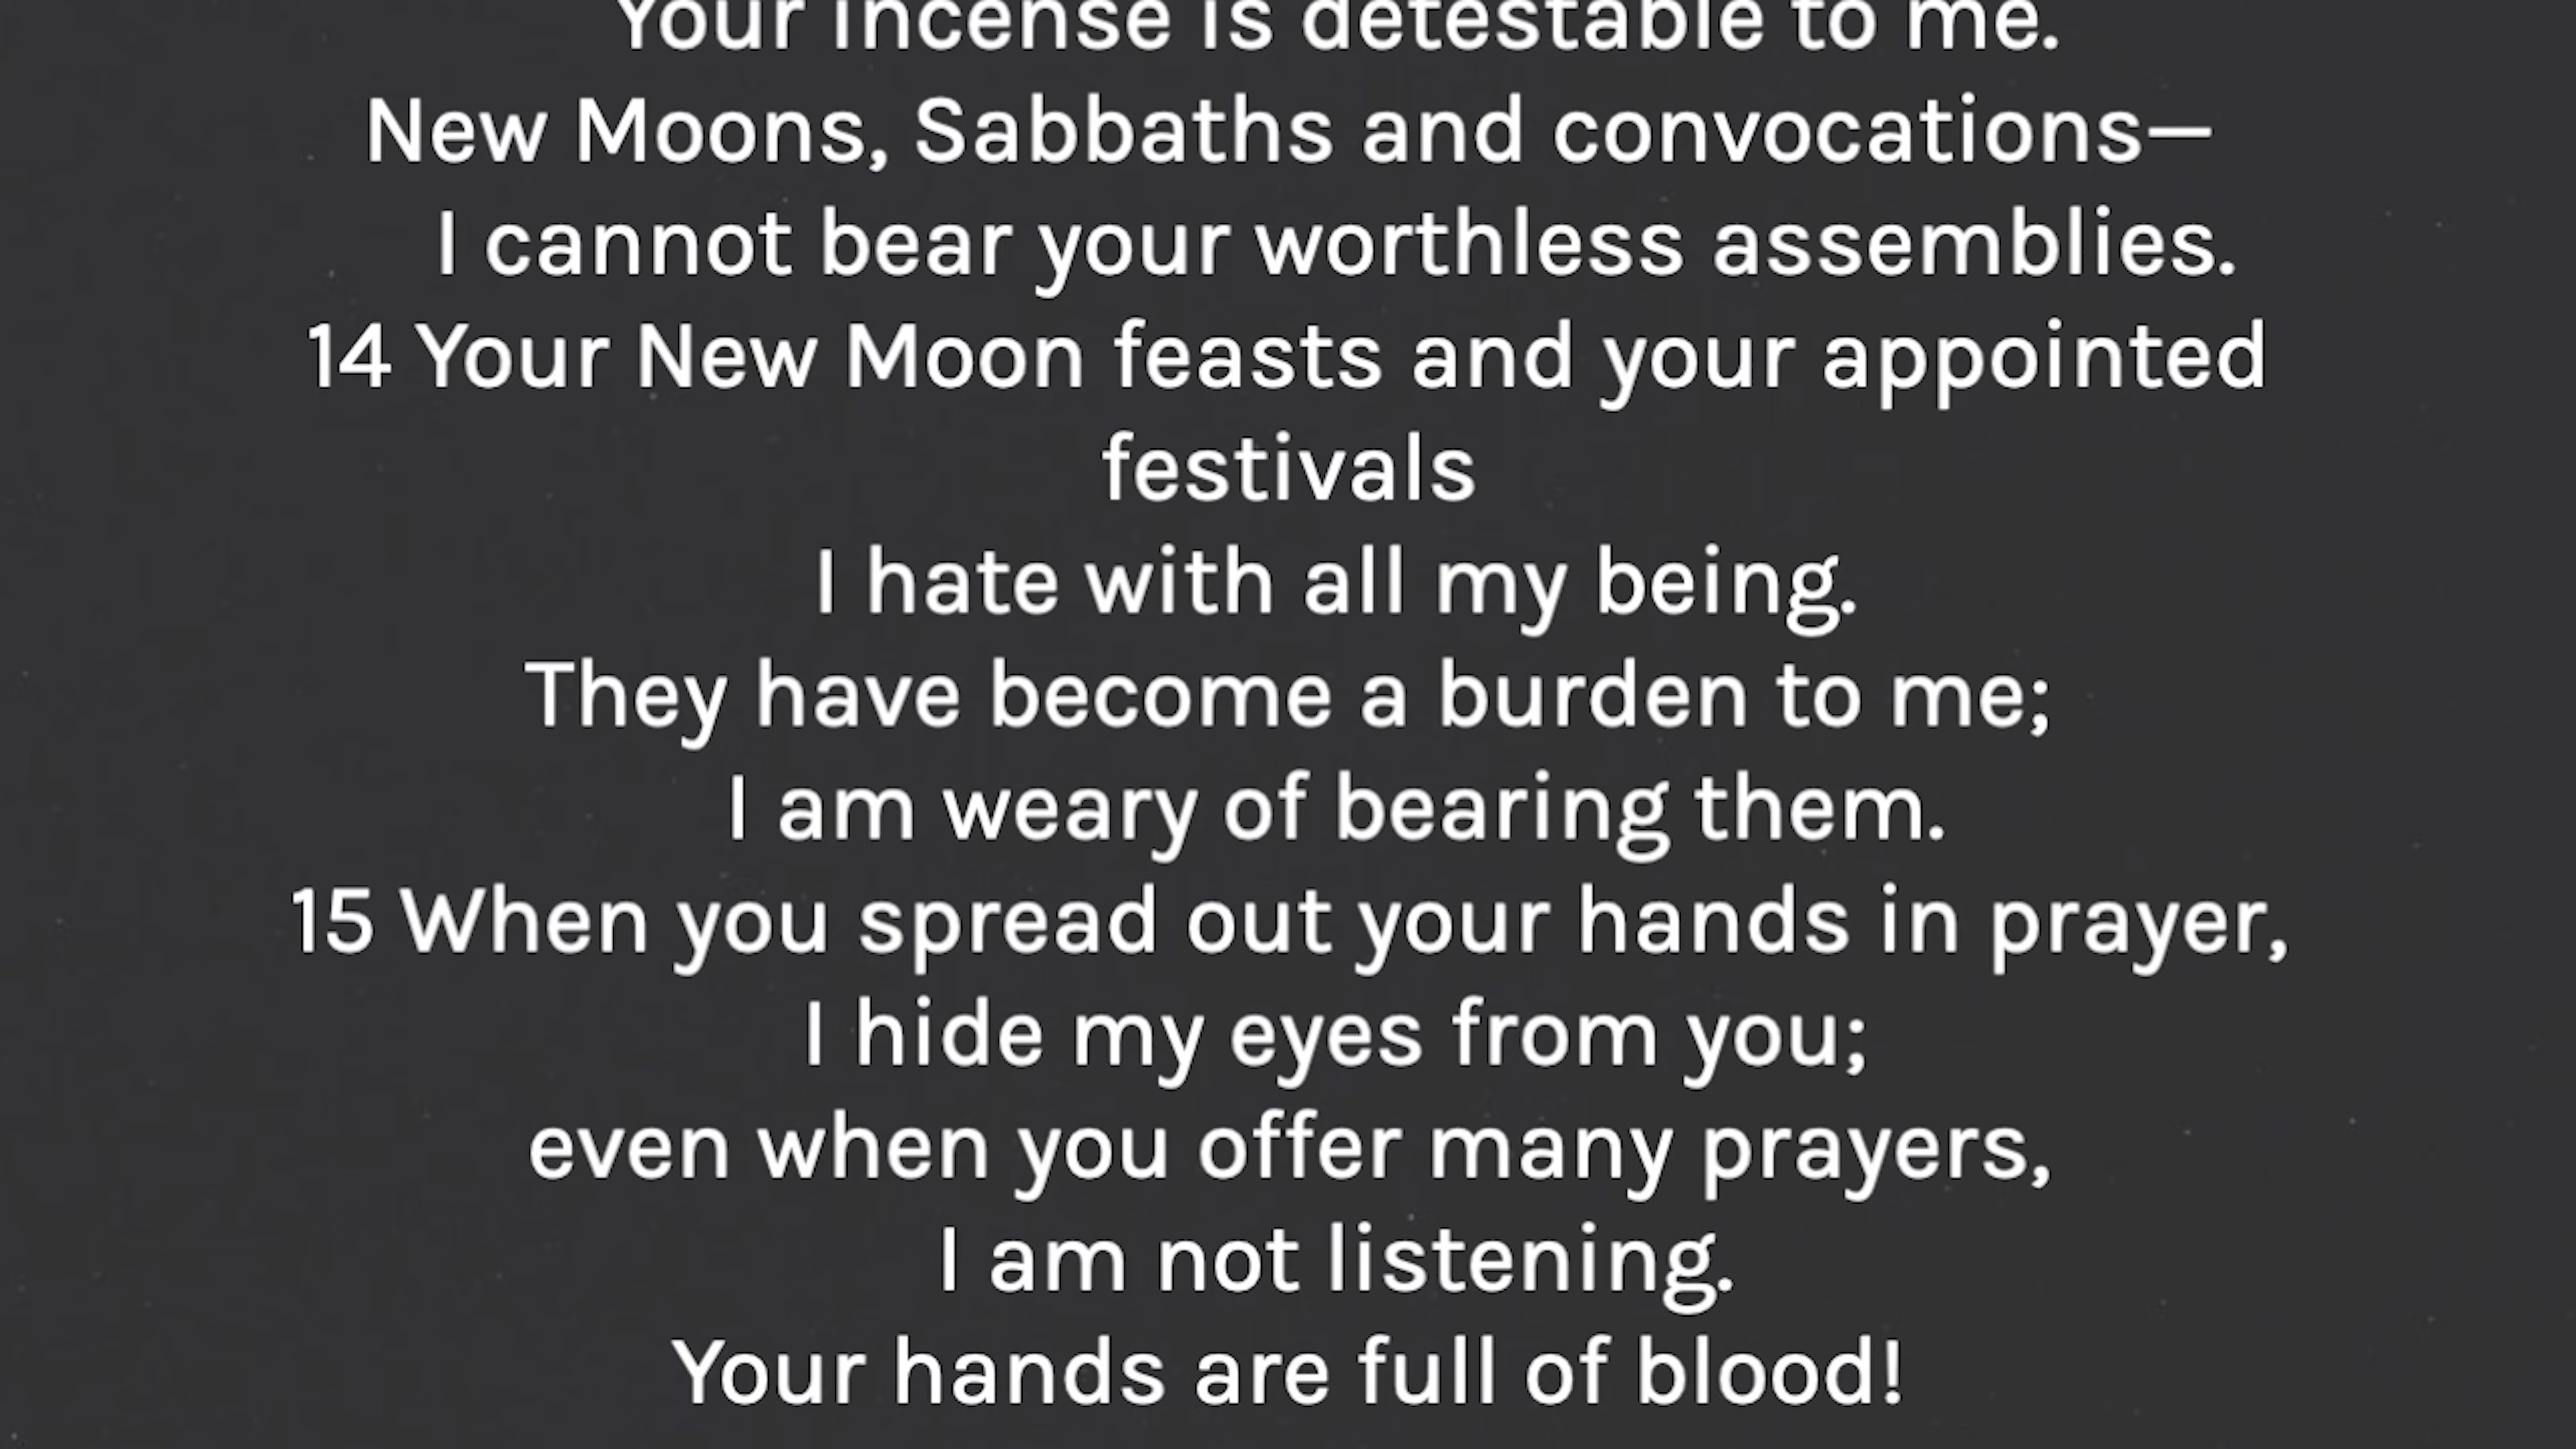 Your incense is detestable to me.
New Moons, Sabbaths and convocations—
I cannot bear your worthless assemblies.
14 Your New Moon feasts and your appointed
festivals
I hate with all my being.
They have become a burden to me;
I am weary of bearing them.
15 When you spread out your hands in prayer,
I hide my eyes from you;
even when you offer many prayers,
I am not listening.
Your hands are full of blood!